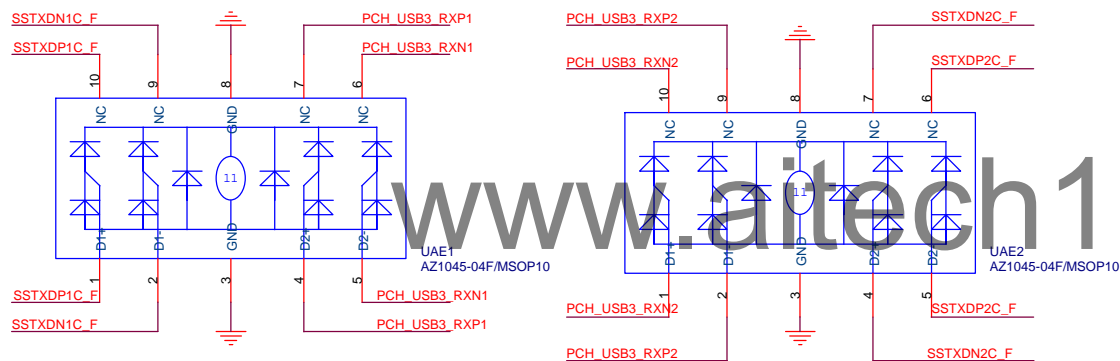 SSTXDN1C_F
SSTXDP1C_F
PCH_USB3_RXP1
PCH_USB3_RXN1
10
9
8
7
6
NC
NC
GND
NC
NC
11
D1+
D1-
GND
D2+
D2-
UAE1
AZ1045-04F/MSOP10
1
2
3
4
5
SSTXDP1C_F
SSTXDN1C_F
PCH_USB3_RXN1
PCH_USB3_RXP1
PCH_USB3_RXP2
PCH_USB3_RXN2
SSTXDN2C_F
SSTXDP2C_F
10
9
8
7
6
NC
NC
GND
NC
NC
11
D1+
D1-
GND
D2+
D2-
UAE2
AZ1045-04F/MSOP10
1
2
3
4
5
PCH_USB3_RXN2
PCH_USB3_RXP2
SSTXDP2C_F
SSTXDN2C_F
www.aitech1